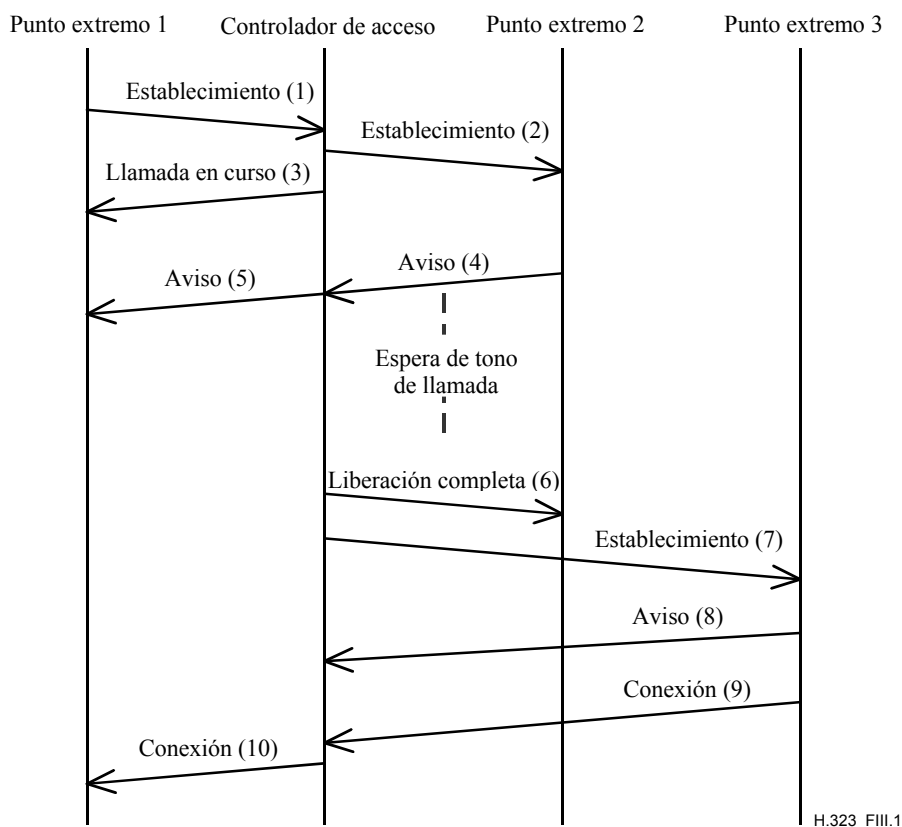 Punto extremo 1 Controlador de acceso Punto extremo 2 Punto extremo 3
Establecimiento (1)
Establecimiento (2)
Llamada en curso (3)
Aviso (4)
Aviso (5)
Espera de tono
de llamada
Liberación completa (6)
Establecimiento (7)
Aviso (8)
Conexión (9)
Conexión (10)
H.323_FIII.1